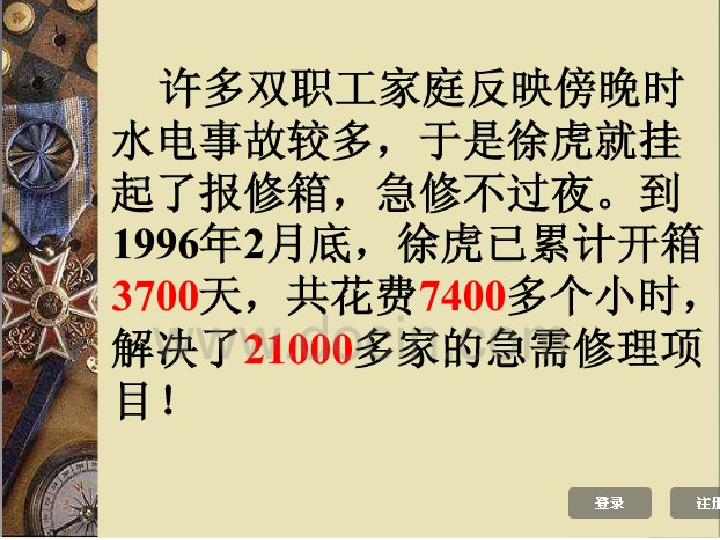 许多双职工家庭反映傍晚时
水电事故较多，于是徐虎就挂
起了报修箱，急修不过夜。到
1996年2月底，徐虎已累计开箱
3700天，共花费7400多个小时，
解决了21000多家的急需修理项
目！
www.docin.com
登录
注册